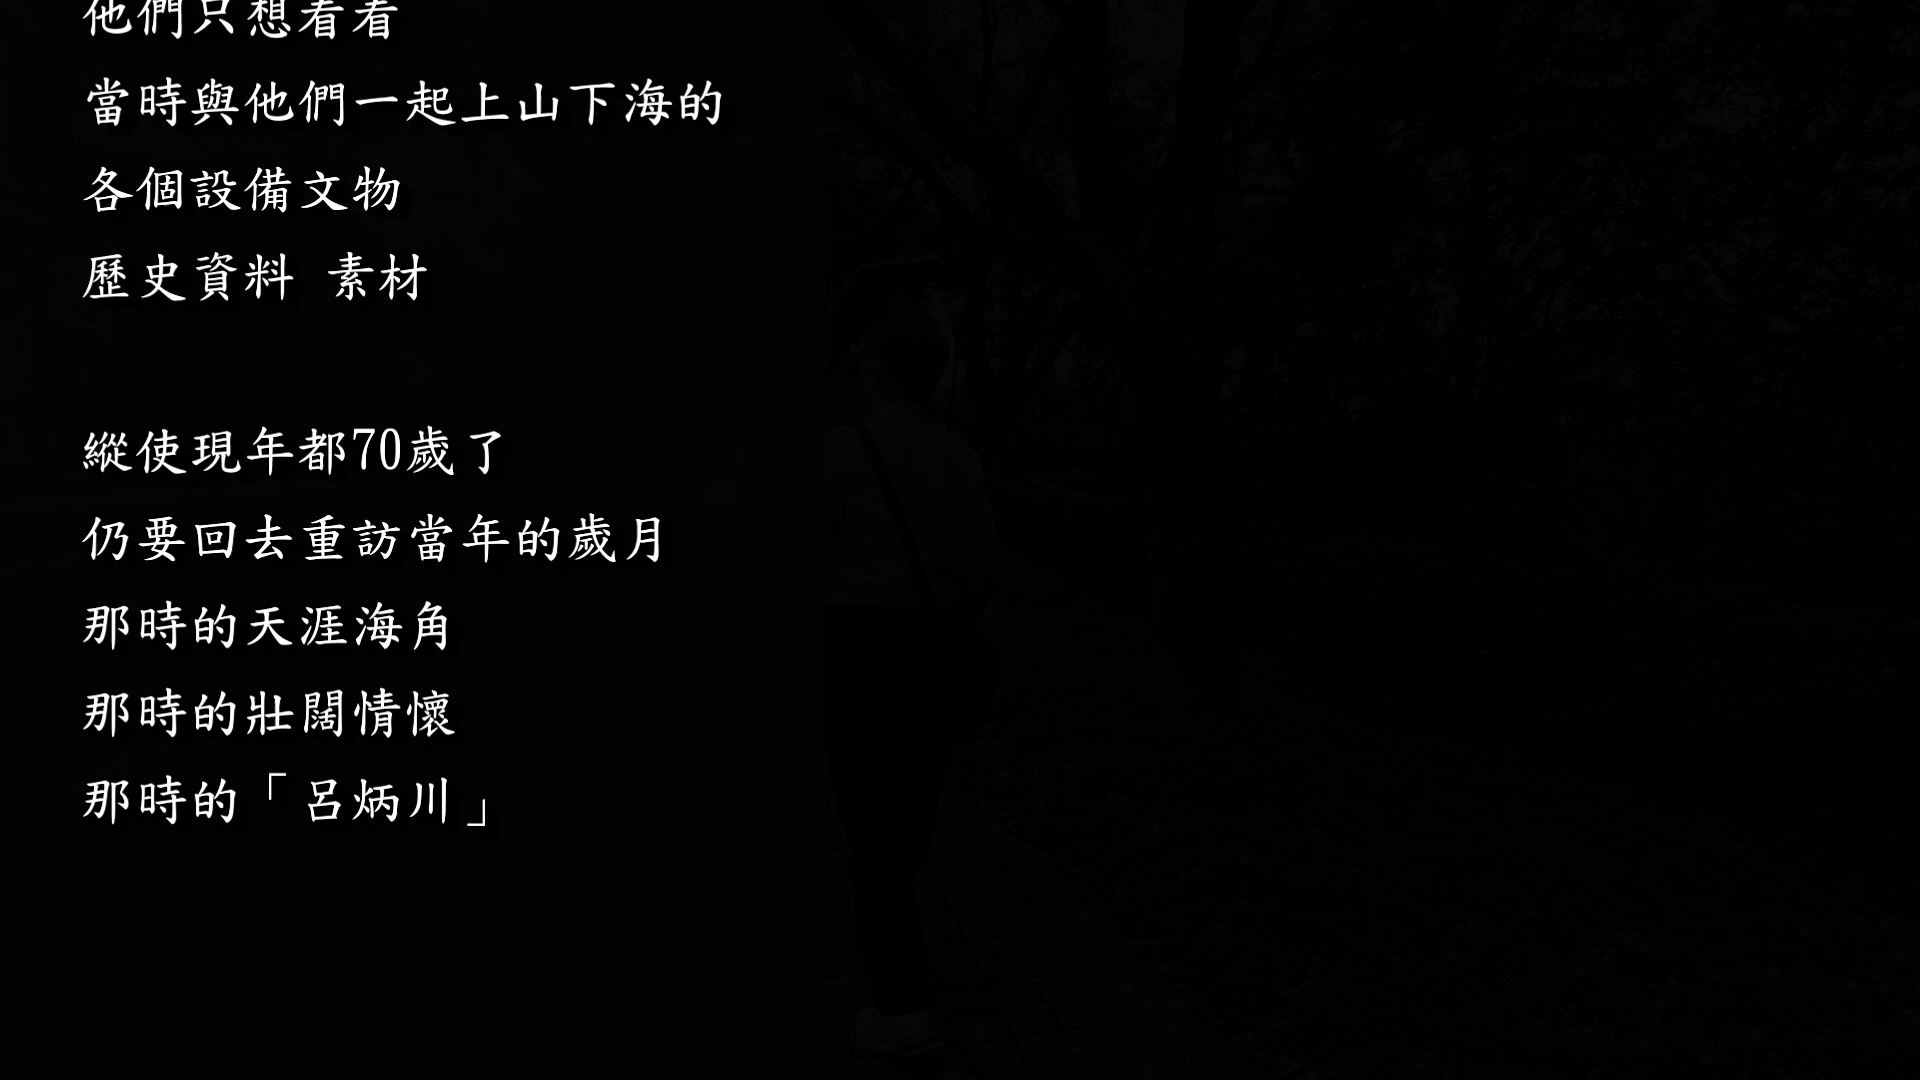 他們只想看看
當時與他們一起上山下海的
各個設備文物
歷史資料 素材
縱使現年都70歲了
仍要回去重訪當年的歲月
那時的天涯海角
那時的壯闊情懷
那時的「呂炳川」